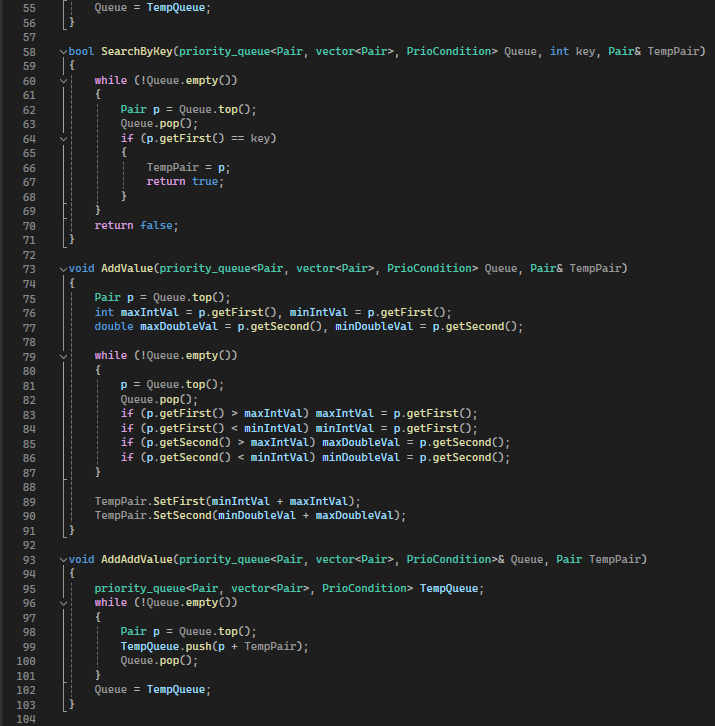 55 Queue = TempQueue;
56 }
57
58 bool SearchByKey(priority_queue<Pair, vector<Pair>, PrioCondition> Queue, int key, Pair& TempPair)
59 {
60 while (!Queue.empty())
61 {
62 Pair p = Queue.top();
63 Queue.pop();
64 if (p.getFirst() == key)
65 {
66 TempPair = p;
67 return true;
68 }
69 }
70 return false;
71 }
72
73 void AddValue(priority_queue<Pair, vector<Pair>, PrioCondition> Queue, Pair& TempPair)
74 {
75 Pair p = Queue.top();
76 int maxIntVal = p.getFirst(), minIntVal = p.getFirst();
77 double maxDoubleVal = p.getSecond(), minDoubleVal = p.getSecond();
78
79 while (!Queue.empty())
80 {
81 p = Queue.top();
82 Queue.pop();
83 if (p.getFirst() > maxIntVal) maxIntVal = p.getFirst();
84 if (p.getFirst() < minIntVal) minIntVal = p.getFirst();
85 if (p.getSecond() > maxIntVal) maxDoubleVal = p.getSecond();
86 if (p.getSecond() < minIntVal) minDoubleVal = p.getSecond();
87 }
88
89 TempPair.SetFirst(minIntVal + maxIntVal);
90 TempPair.SetSecond(minDoubleVal + maxDoubleVal);
91 }
92
93 void AddAddValue(priority_queue<Pair, vector<Pair>, PrioCondition>& Queue, Pair TempPair)
94 {
95 priority_queue<Pair, vector<Pair>, PrioCondition> TempQueue;
96 while (!Queue.empty())
97 {
98 Pair p = Queue.top();
99 TempQueue.push(p + TempPair);
100 Queue.pop();
101 }
102 Queue = TempQueue;
103 }
104